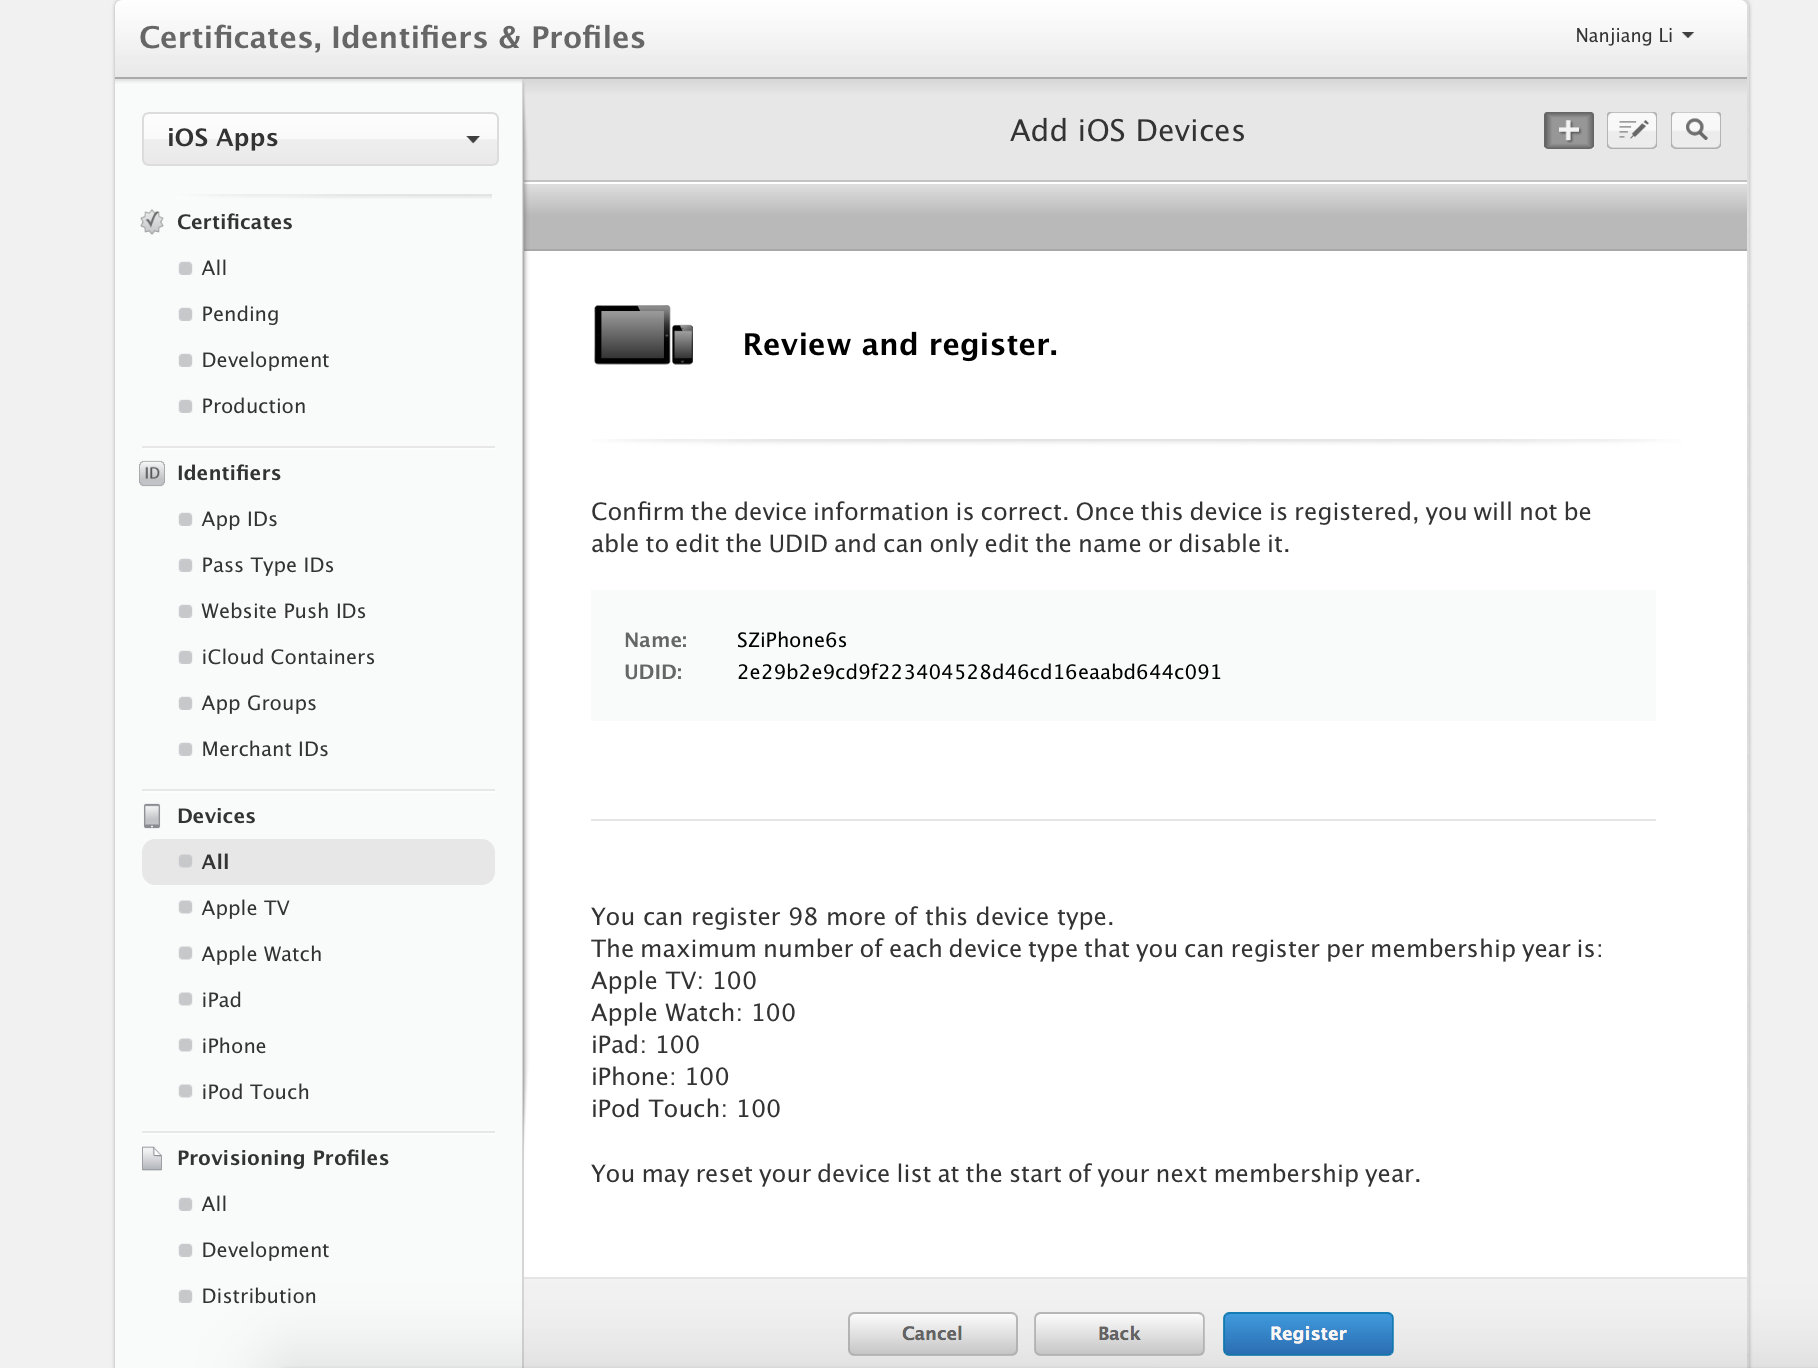 Certificates, Identifiers & Profiles
Nanjiang Li
iOS Apps
Certificates
All
Pending
Development
Production
ID Identifiers
App IDs
Pass Type IDs
Website Push IDs
iCloud Containers
App Groups
Merchant IDs
Devices
All
Apple TV
Apple Watch
iPad
iPhone
iPod Touch
Provisioning Profiles
All
Development
Distribution
Add iOS Devices
Review and register.
Confirm the device information is correct. Once this device is registered, you will not be
able to edit the UDID and can only edit the name or disable it.
Name: SZiPhone6s
UDID: 2e29b2e9cd9f223404528d46cd16eaabd644c091
You can register 98 more of this device type.
The maximum number of each device type that you can register per membership year is:
Apple TV: 100
Apple Watch: 100
iPad: 100
iPhone: 100
iPod Touch: 100
You may reset your device list at the start of your next membership year.
Cancel
Back
Register